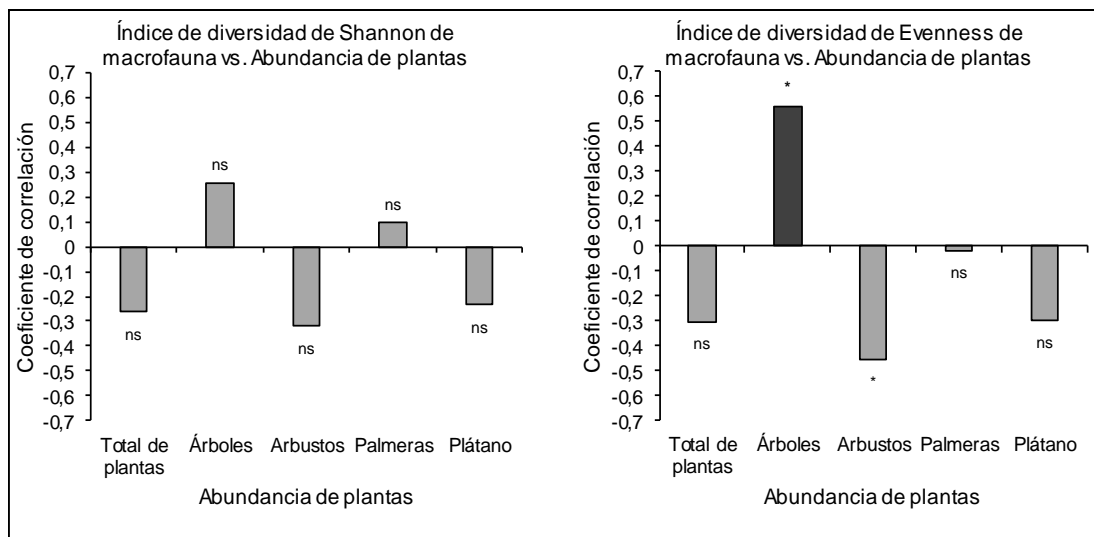 Índice de diversidad de Shannon de
macrofauna vs. Abundancia de plantas
Coeficiente de correlación
0,7
0,6
0,5
0,4
0,3
0,2
0,1
0
-0,1
-0,2
-0,3
-0,4
-0,5
-0,6
-0,7
ns
ns
ns
ns
ns
Total de
plantas
Árboles
Arbustos
Palmeras
Plátano
Abundancia de plantas
Índice de diversidad de Evenness de
macrofauna vs. Abundancia de plantas
Coeficiente de correlación
0,7
0,6
0,5
0,4
0,3
0,2
0,1
0
-0,1
-0,2
-0,3
-0,4
-0,5
-0,6
-0,7
ns
*
*
ns
ns
Total de
plantas
Árboles
Arbustos
Palmeras
Plátano
Abundancia de plantas